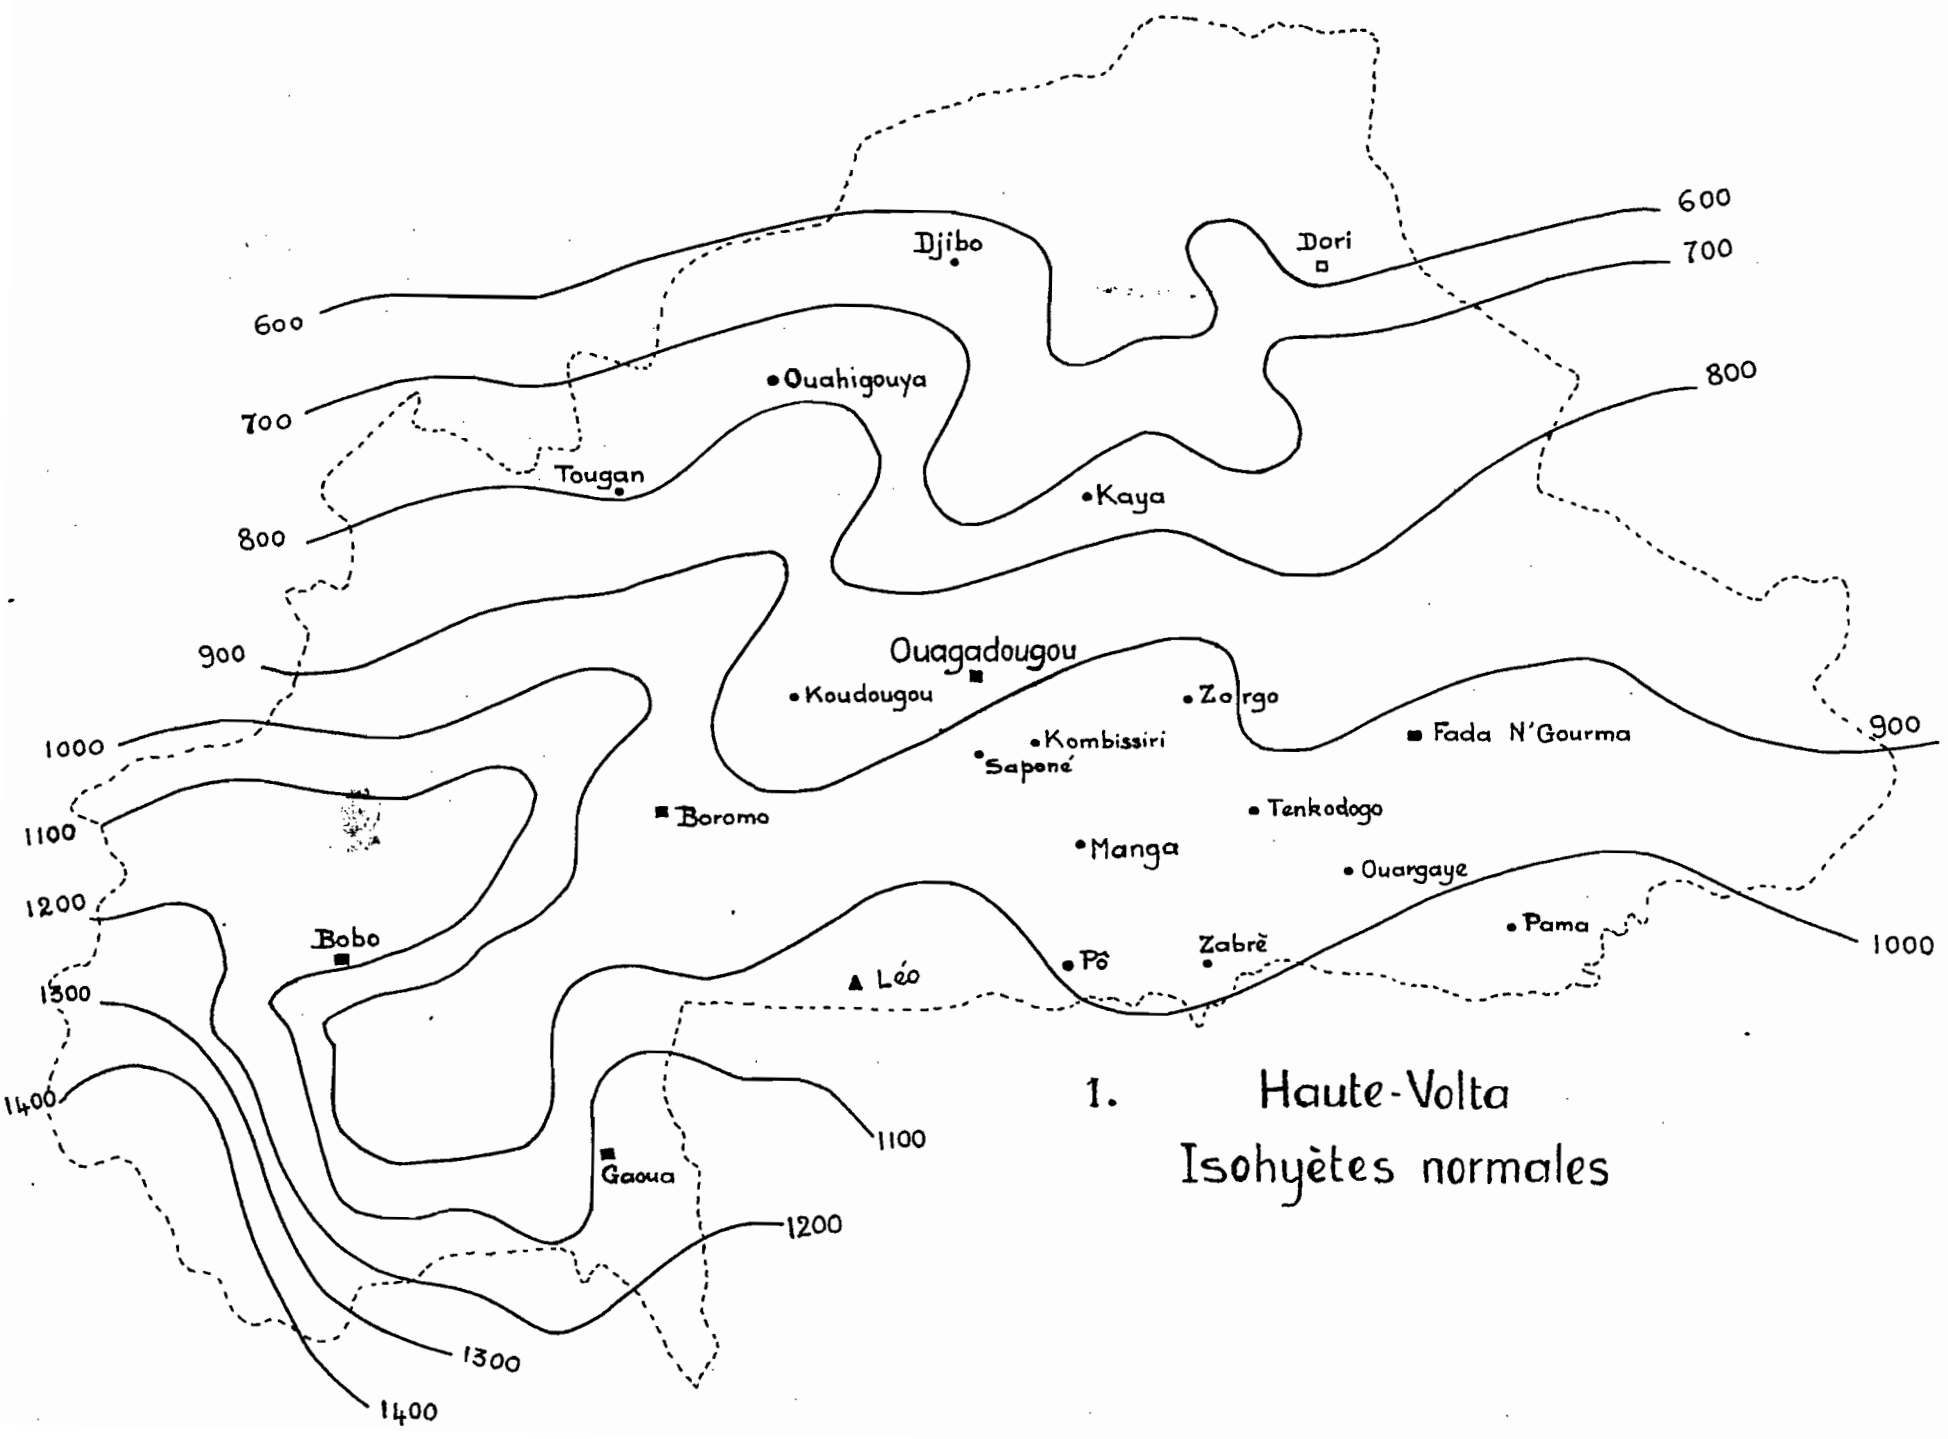 600
Djibo
Dori
700
600
Ouahigouya
800
700
Tougan
Kaya
800
Ouagadougou
900
Koudougou
Zorgo
Kombissiri
Saponé
Fada N'Gourma
900
1000
Boromo
Tenkodogo
1100
Manga
Ouargaye
1200
Bobo
Pama
Zabrè
1000
Pô
Léo
1300
1400
1. Haute-Volta
1100
Gaoua
Isohyètes normales
1200
1300
1400